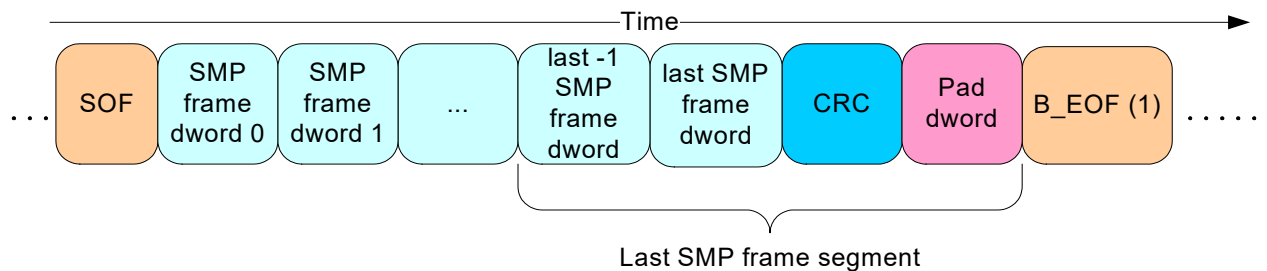 Time
. . .
SOF
SMP
frame
dword 0
SMP
frame
dword 1
...
last -1
SMP
frame
dword
last SMP
frame
dword
CRC
Pad
dword
B_EOF (1)
. . . . .
Last SMP frame segment